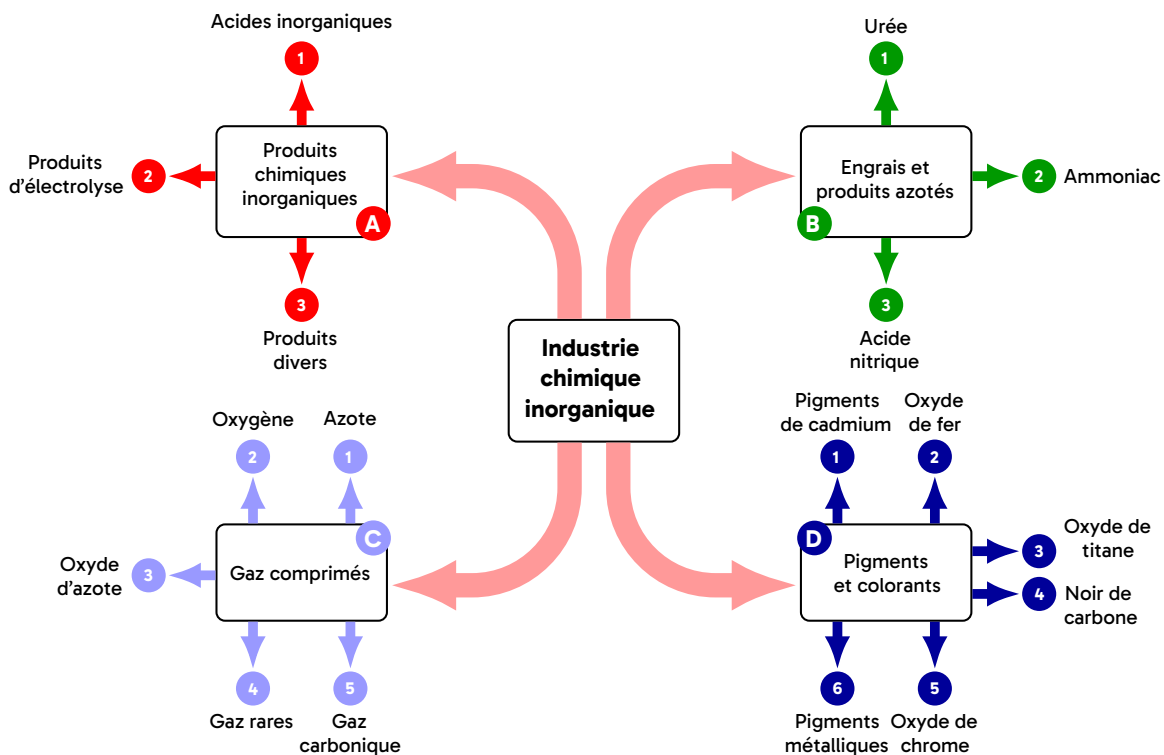 Acides inorganiques
1
Produits
d'électrolyse
2
Produits
chimiques
inorganiques
A
3
Produits
divers
Urée
1
Engrais et
produits azotés
B
2
Ammoniac
3
Acide
nitrique
Industrie
chimique
inorganique
Oxygène
2
Azote
1
C
Oxyde
d'azote
3
Gaz comprimés
4
Gaz rares
5
Gaz
carbonique
Pigments
de cadmium
1
Oxyde
de fer
2
D
Pigments
et colorants
3
Oxyde de
titane
4
Noir de
carbone
6
Pigments
métalliques
5
Oxyde de
chrome